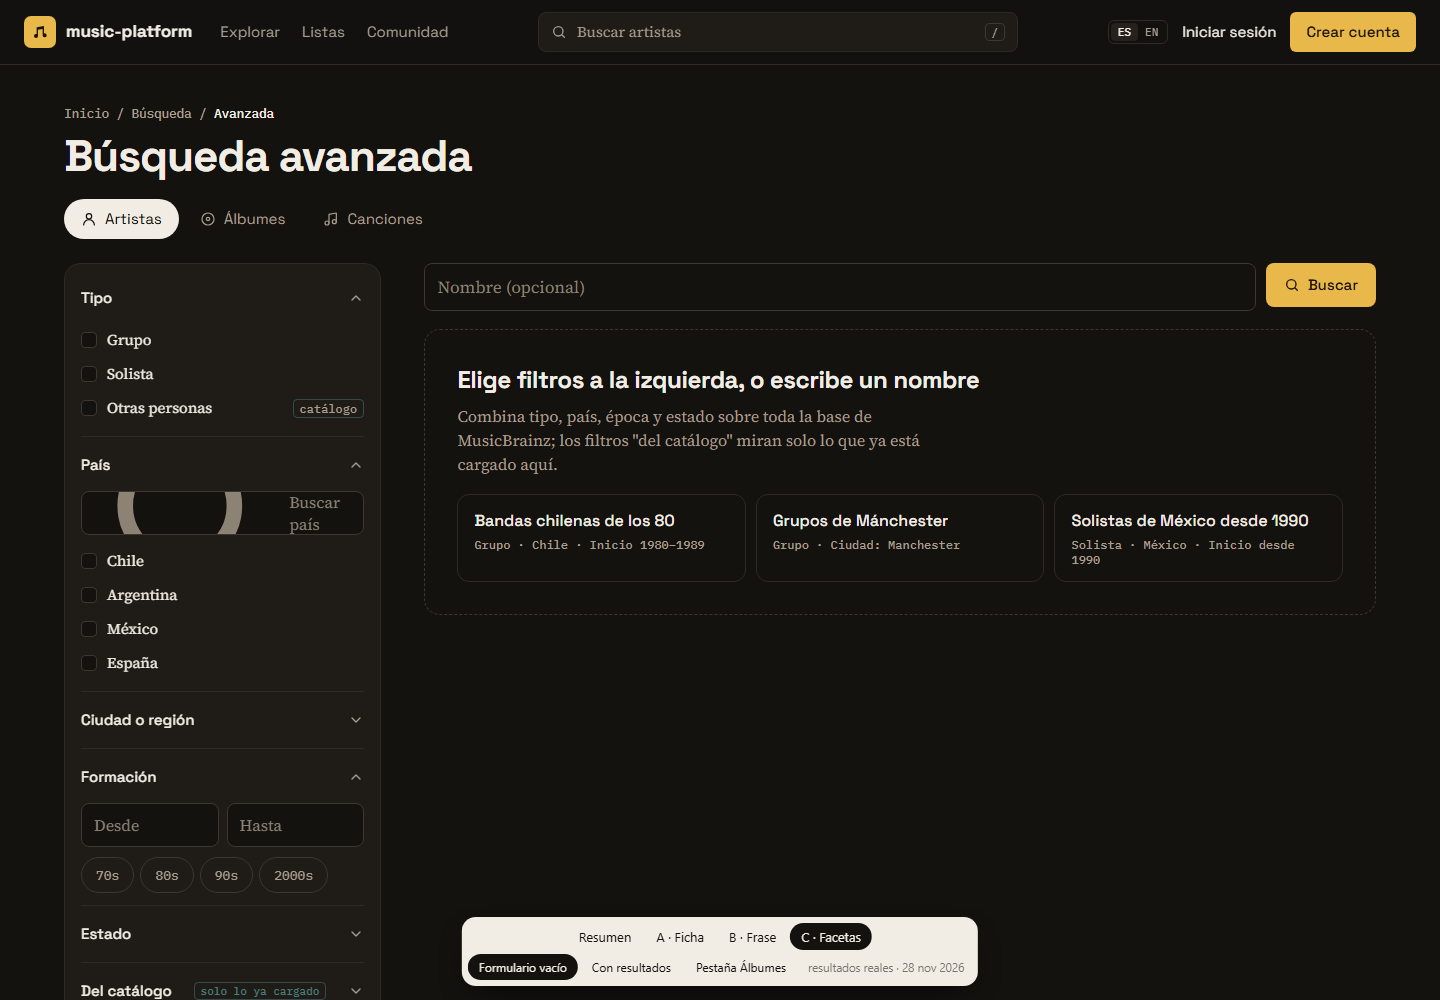 music-platform
Explorar
Listas
Comunidad
Buscar artistas
/
ES EN
Iniciar sesión
Crear cuenta
Inicio / Búsqueda / Avanzada
Búsqueda avanzada
Artistas
Álbumes
Canciones
Tipo
Grupo
Solista
Otras personas
catálogo
País
Buscar
país
Chile
Argentina
México
España
Ciudad o región
Formación
Desde
Hasta
70s
80s
90s
2000s
Estado
Del catálogo
solo lo ya cargado
Nombre (opcional)
Buscar
Elige filtros a la izquierda, o escribe un nombre
Combina tipo, país, época y estado sobre toda la base de
MusicBrainz; los filtros "del catálogo" miran solo lo que ya está
cargado aquí.
Bandas chilenas de los 80
Grupo · Chile · Inicio 1980–1989
Grupos de Mánchester
Grupo · Ciudad: Manchester
Solistas de México desde 1990
Solista · México · Inicio desde
1990
Resumen
A · Ficha
B · Frase
C · Facetas
Formulario vacío
Con resultados
Pestaña Álbumes
resultados reales · 28 nov 2026